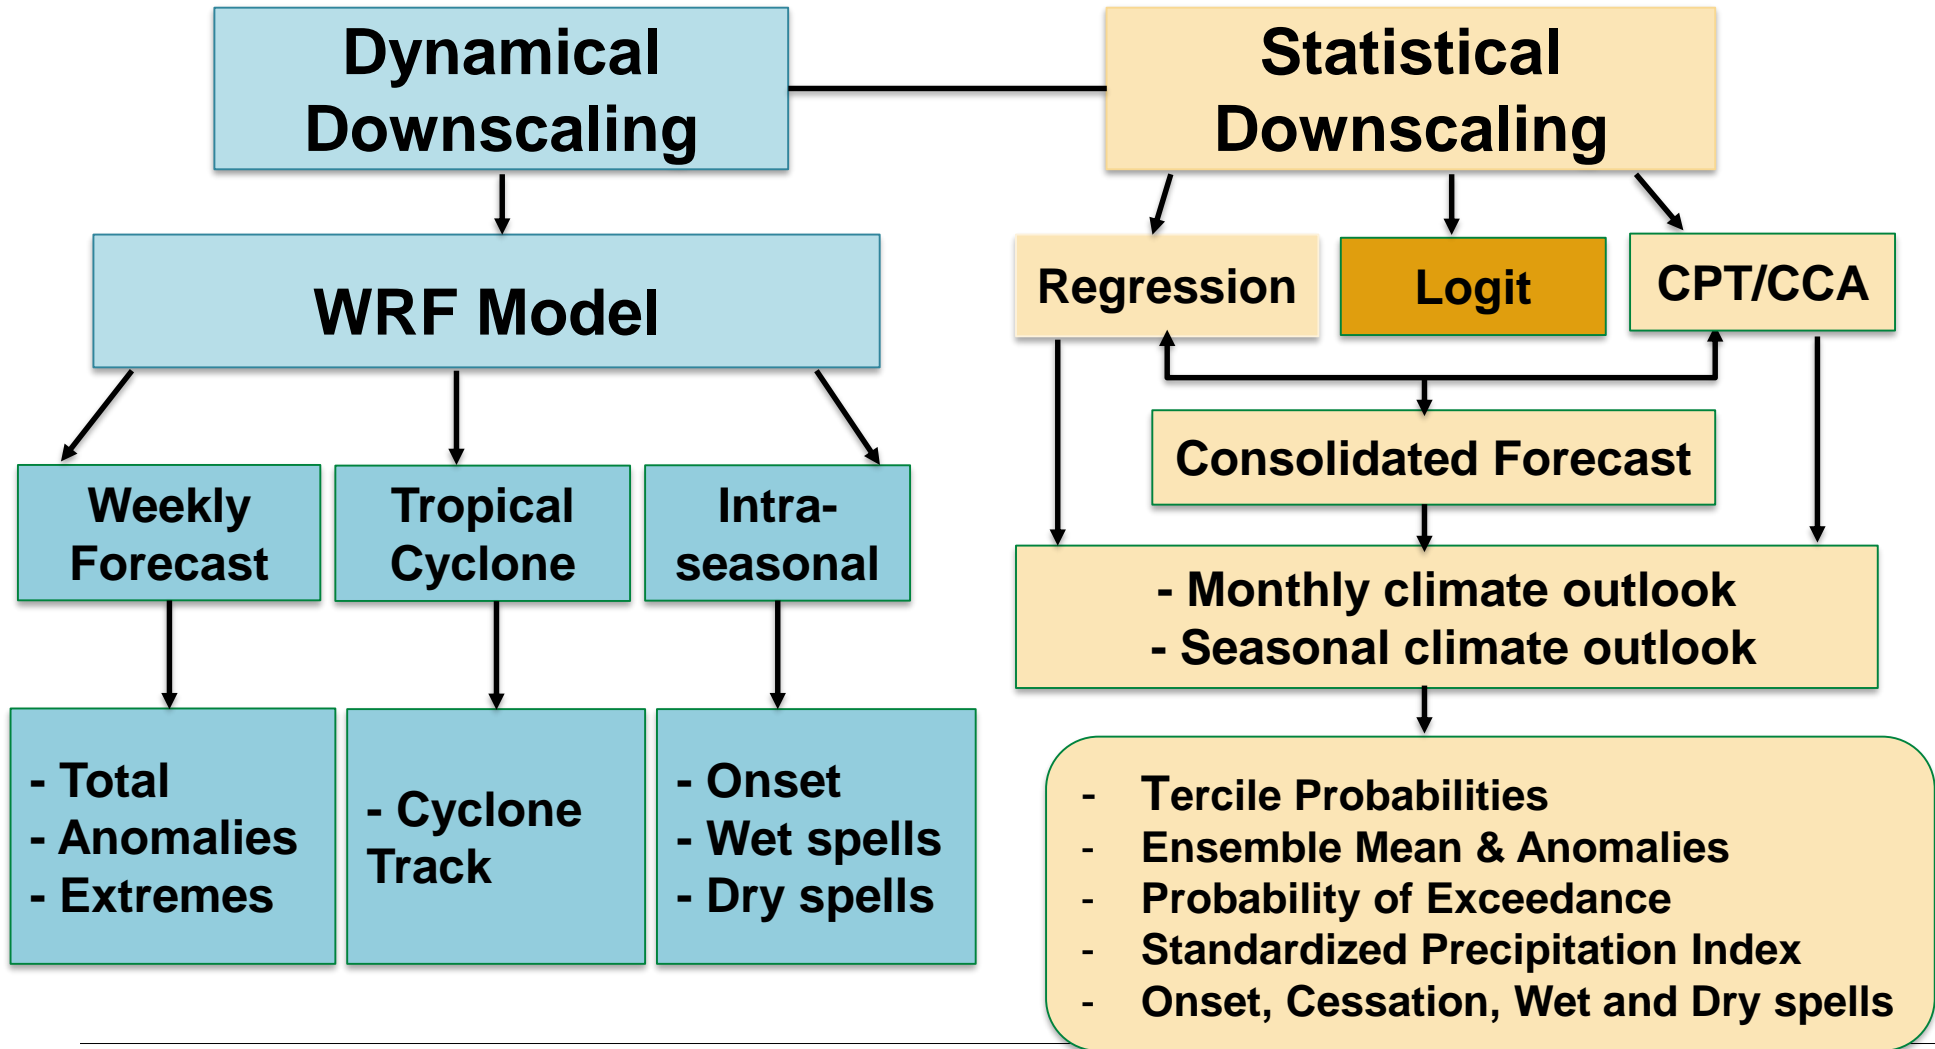 Dynamical
Downscaling
Statistical
Downscaling
WRF Model
Regression
Logit
CPT/CCA
Consolidated Forecast
Weekly
Forecast
Tropical
Cyclone
Intra-
seasonal
- Monthly climate outlook
- Seasonal climate outlook
- Total
- Anomalies
- Extremes
- Cyclone
Track
- Onset
- Wet spells
- Dry spells
- Tercile Probabilities
- Ensemble Mean & Anomalies
- Probability of Exceedance
- Standardized Precipitation Index
- Onset, Cessation, Wet and Dry spells